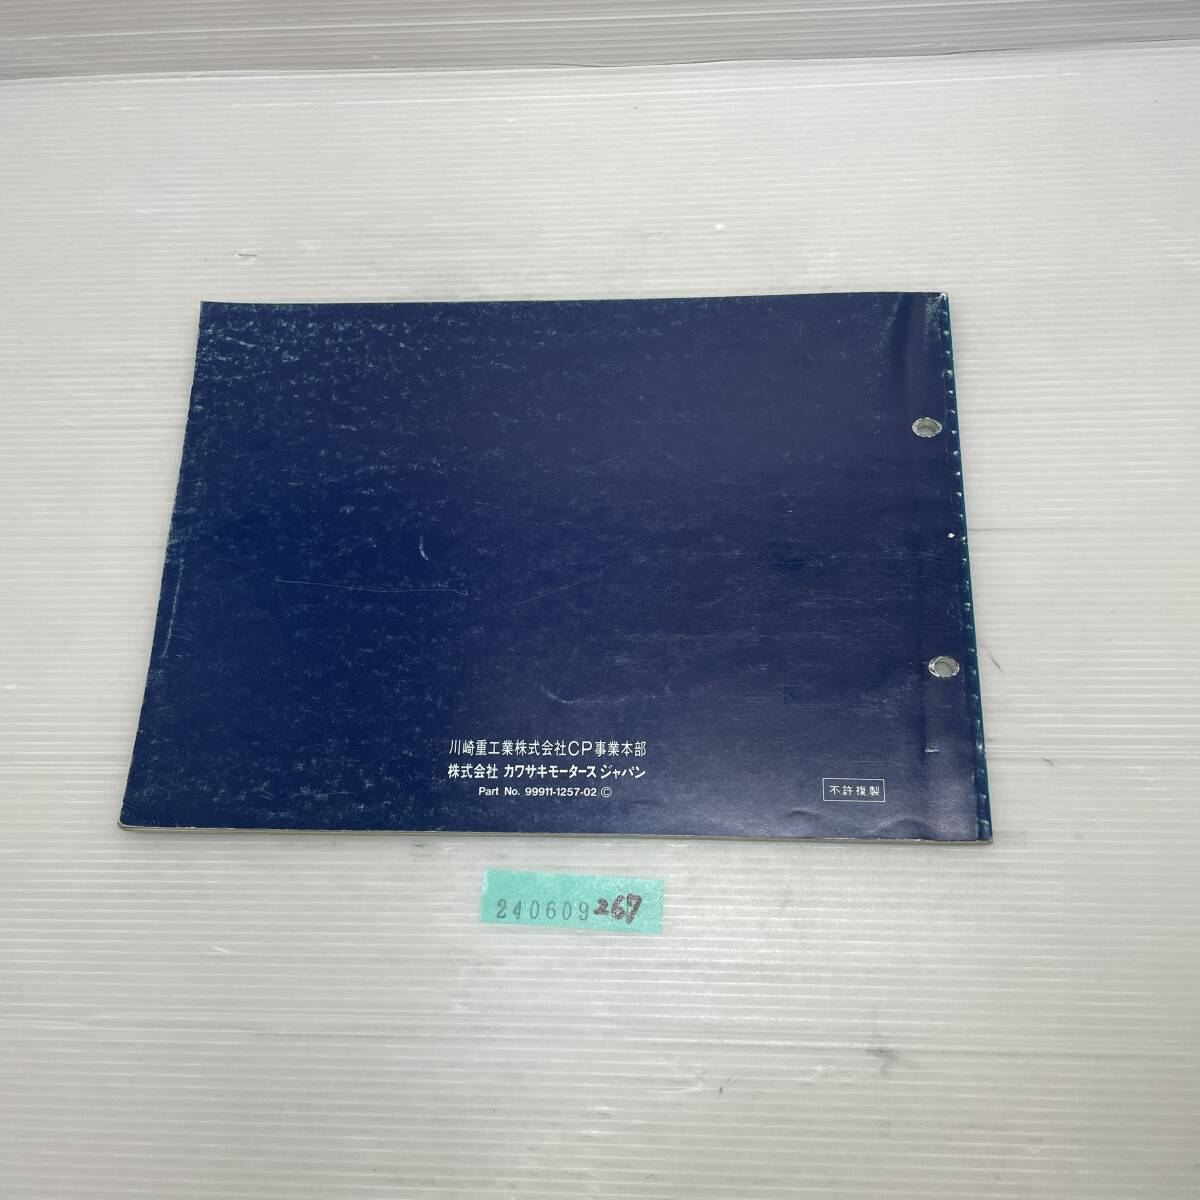 川崎重工業株式会社CP事業本部
株式会社 カワサキモータースジャパン
Part No. 99911-1257-02 ©
不許複製
240609267